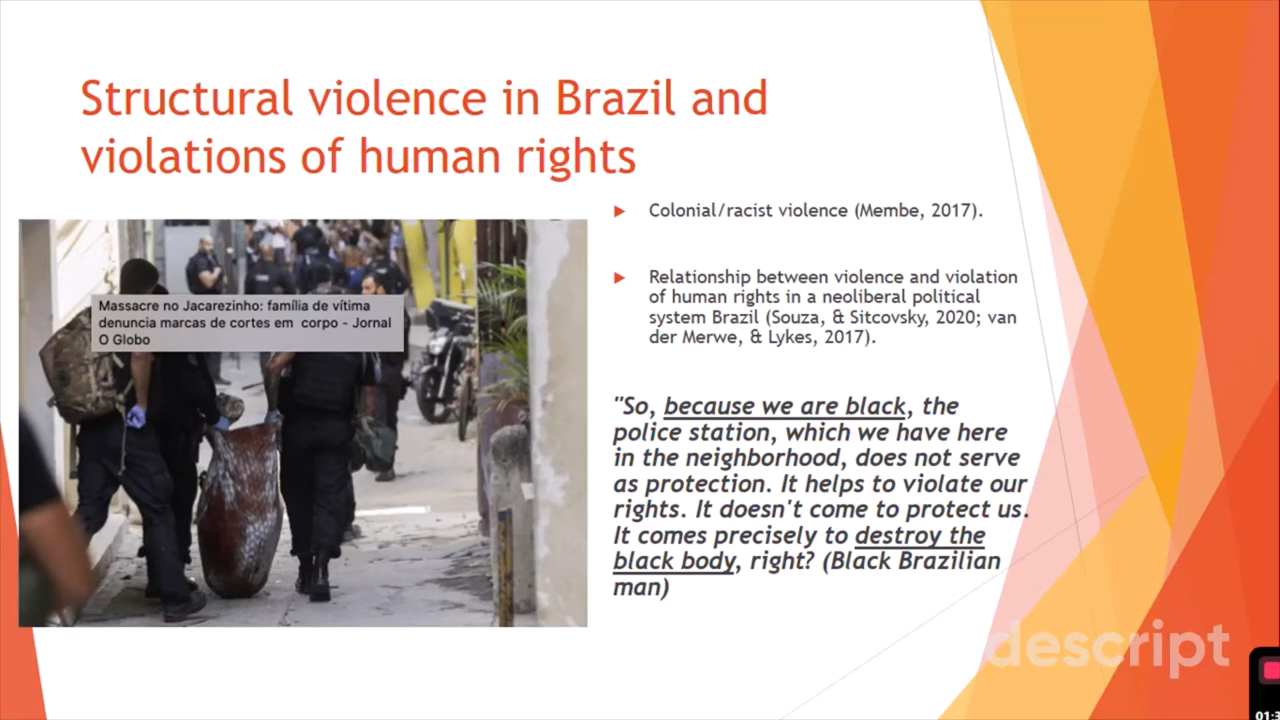 Structural violence in Brazil and
violations of human rights
Massacre no Jacarezinho: família de vítima
denuncia marcas de cortes em corpo - Jornal
O Globo
Colonial/racist violence (Membe, 2017).
Relationship between violence and violation
of human rights in a neoliberal political
system Brazil (Souza, & Sitcovsky, 2020; van
der Merwe, & Lykes, 2017).
"So, because we are black, the
police station, which we have here
in the neighborhood, does not serve
as protection. It helps to violate our
rights. It doesn't come to protect us.
It comes precisely to destroy the
black body, right? (Black Brazilian
man)
descript